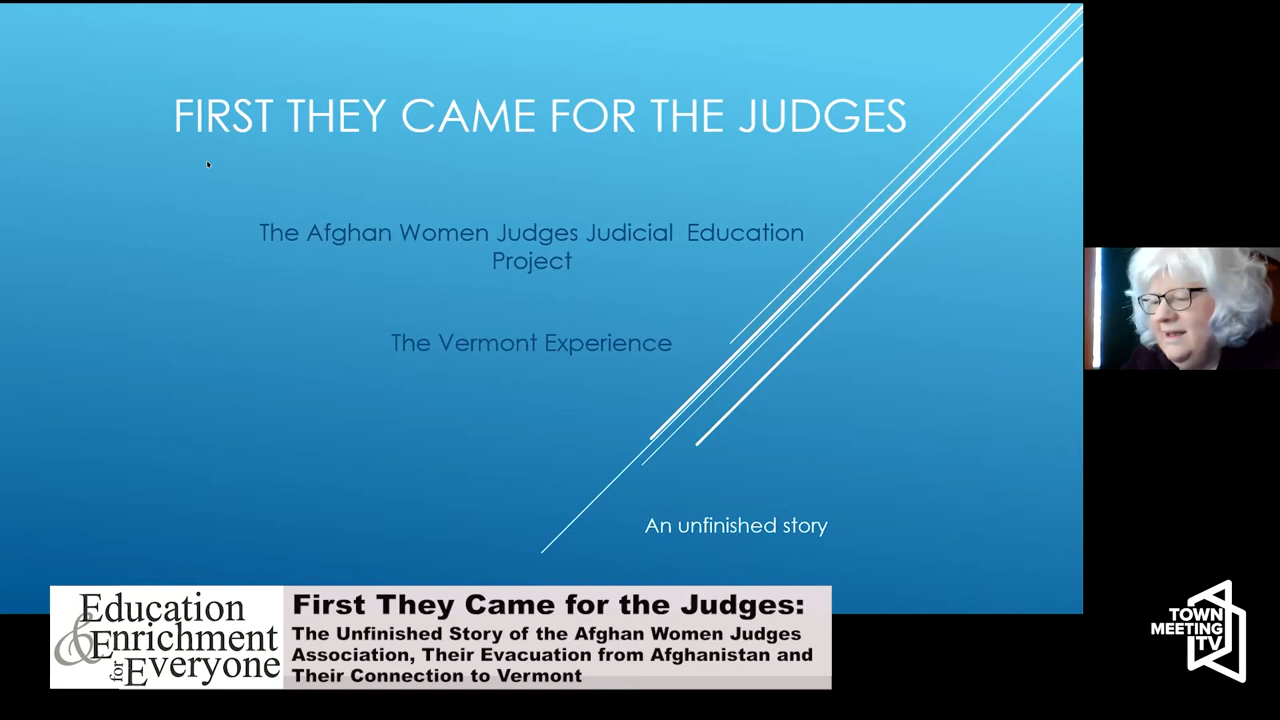 FIRST THEY CAME FOR THE JUDGES
The Afghan Women Judges Judicial Education
Project
The Vermont Experience
An unfinished story
Education
& Enrichment
for Everyone
First They Came for the Judges:
The Unfinished Story of the Afghan Women Judges
Association, Their Evacuation from Afghanistan and
Their Connection to Vermont
TOWN
MEETING
TV